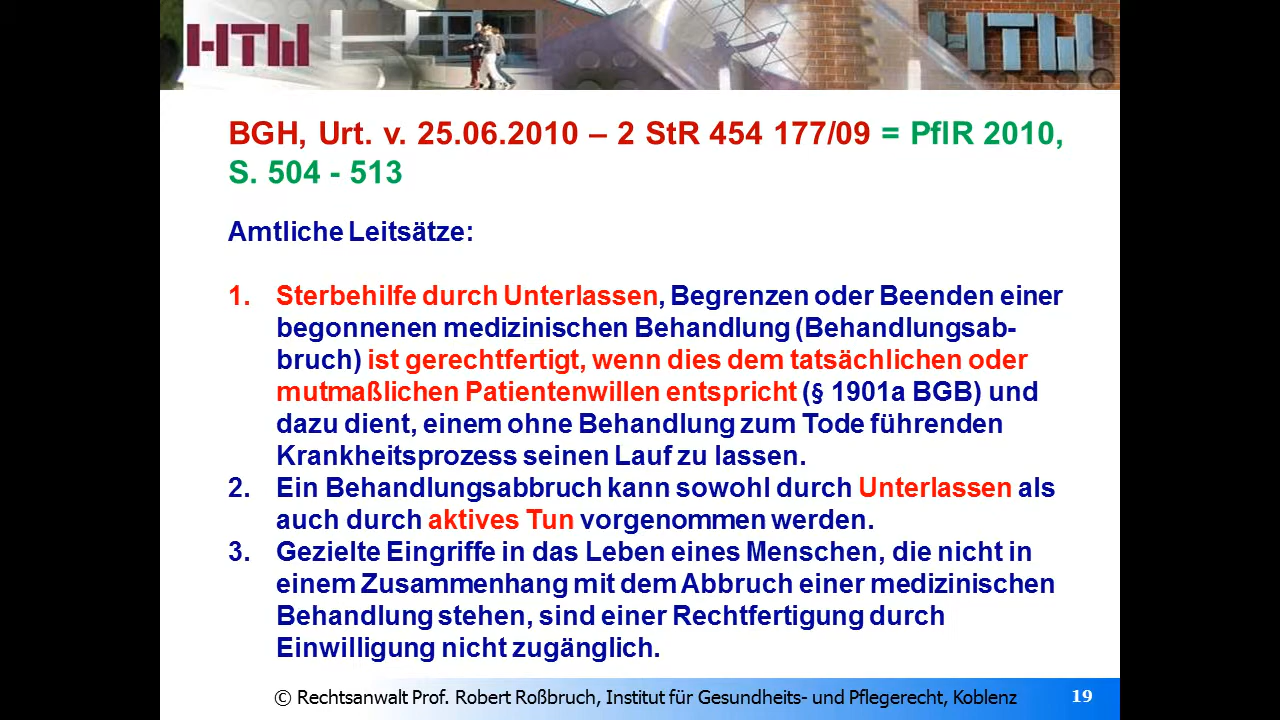 HTW
HTW
BGH, Urt. v. 25.06.2010 – 2 StR 454 177/09 = PflR 2010,
S. 504 - 513
Amtliche Leitsätze:
1. Sterbehilfe durch Unterlassen, Begrenzen oder Beenden einer
begonnenen medizinischen Behandlung (Behandlungsab-
bruch) ist gerechtfertigt, wenn dies dem tatsächlichen oder
mutmaßlichen Patientenwillen entspricht (§ 1901a BGB) und
dazu dient, einem ohne Behandlung zum Tode führenden
Krankheitsprozess seinen Lauf zu lassen.
2. Ein Behandlungsabbruch kann sowohl durch Unterlassen als
auch durch aktives Tun vorgenommen werden.
3. Gezielte Eingriffe in das Leben eines Menschen, die nicht in
einem Zusammenhang mit dem Abbruch einer medizinischen
Behandlung stehen, sind einer Rechtfertigung durch
Einwilligung nicht zugänglich.
© Rechtsanwalt Prof. Robert Roßbruch, Institut für Gesundheits- und Pflegerecht, Koblenz 19